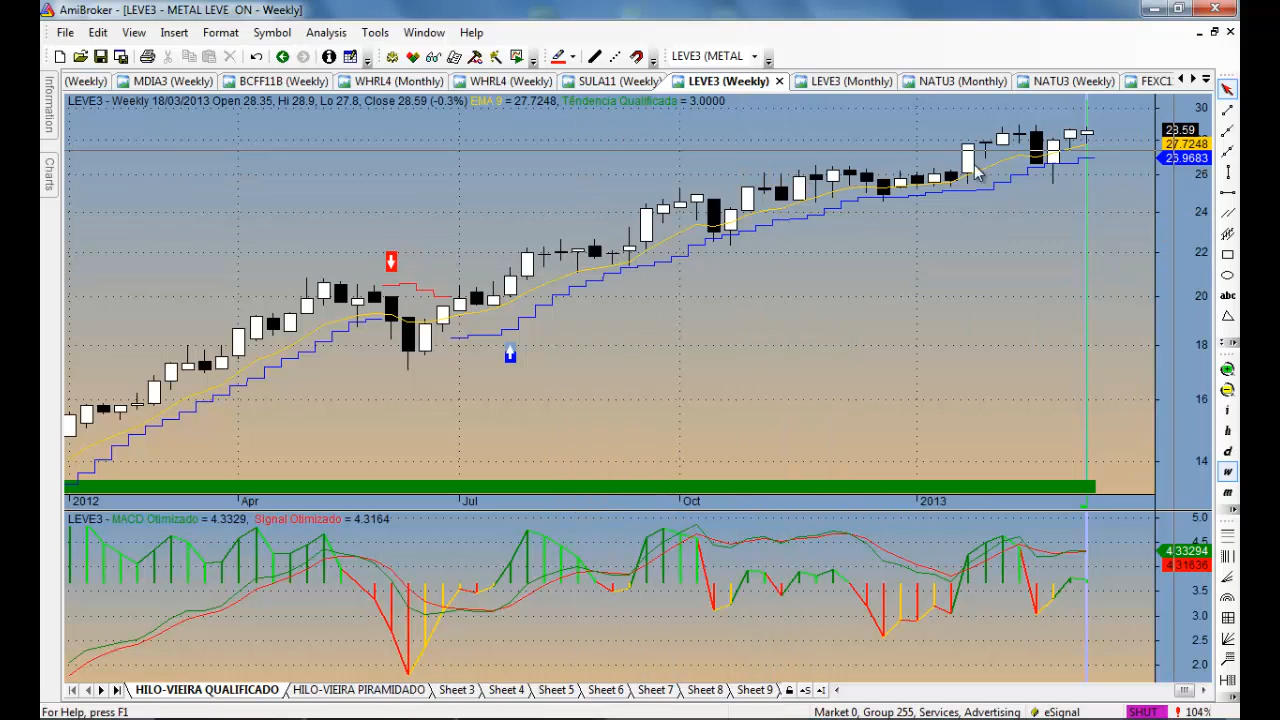 AmiBroker - [LEVE3 - METAL LEVE ON - Weekly]
File Edit View Insert Format Symbol Analysis Tools Window Help
LEVE3 (METAL
(Weekly) MDIA3 (Weekly) BCFF11B (Weekly) WHRL4 (Monthly) WHRL4 (Weekly) SULA11 (Weekly) LEVE3 (Weekly) LEVE3 (Monthly) NATU3 (Monthly) NATU3 (Weekly) FEXC1
Information
Charts
LEVE3 - Weekly 18/03/2013 Open 28.35, Hi 28.9, Lo 27.8, Close 28.59 (-0.3%) EMA 9 = 27.7248, Têndencia Qualificada = 3.0000
30
28.59
27.7248
26.9683
26
24
22
20
18
16
14
2012 Apr Jul Oct 2013
LEVE3 - MACD Otimizado = 4.3329, Signal Otimizado = 4.3164
5.0
4.5
4.33294
4.31636
3.5
3.0
2.5
2.0
abc
i
h
d
w
m
HILO-VIEIRA QUALIFICADO HILO-VIEIRA PIRAMIDADO Sheet 3 Sheet 4 Sheet 5 Sheet 6 Sheet 7 Sheet 8 Sheet 9
For Help, press F1 Market 0, Group 255, Services, Advertising eSignal SHUT 104%